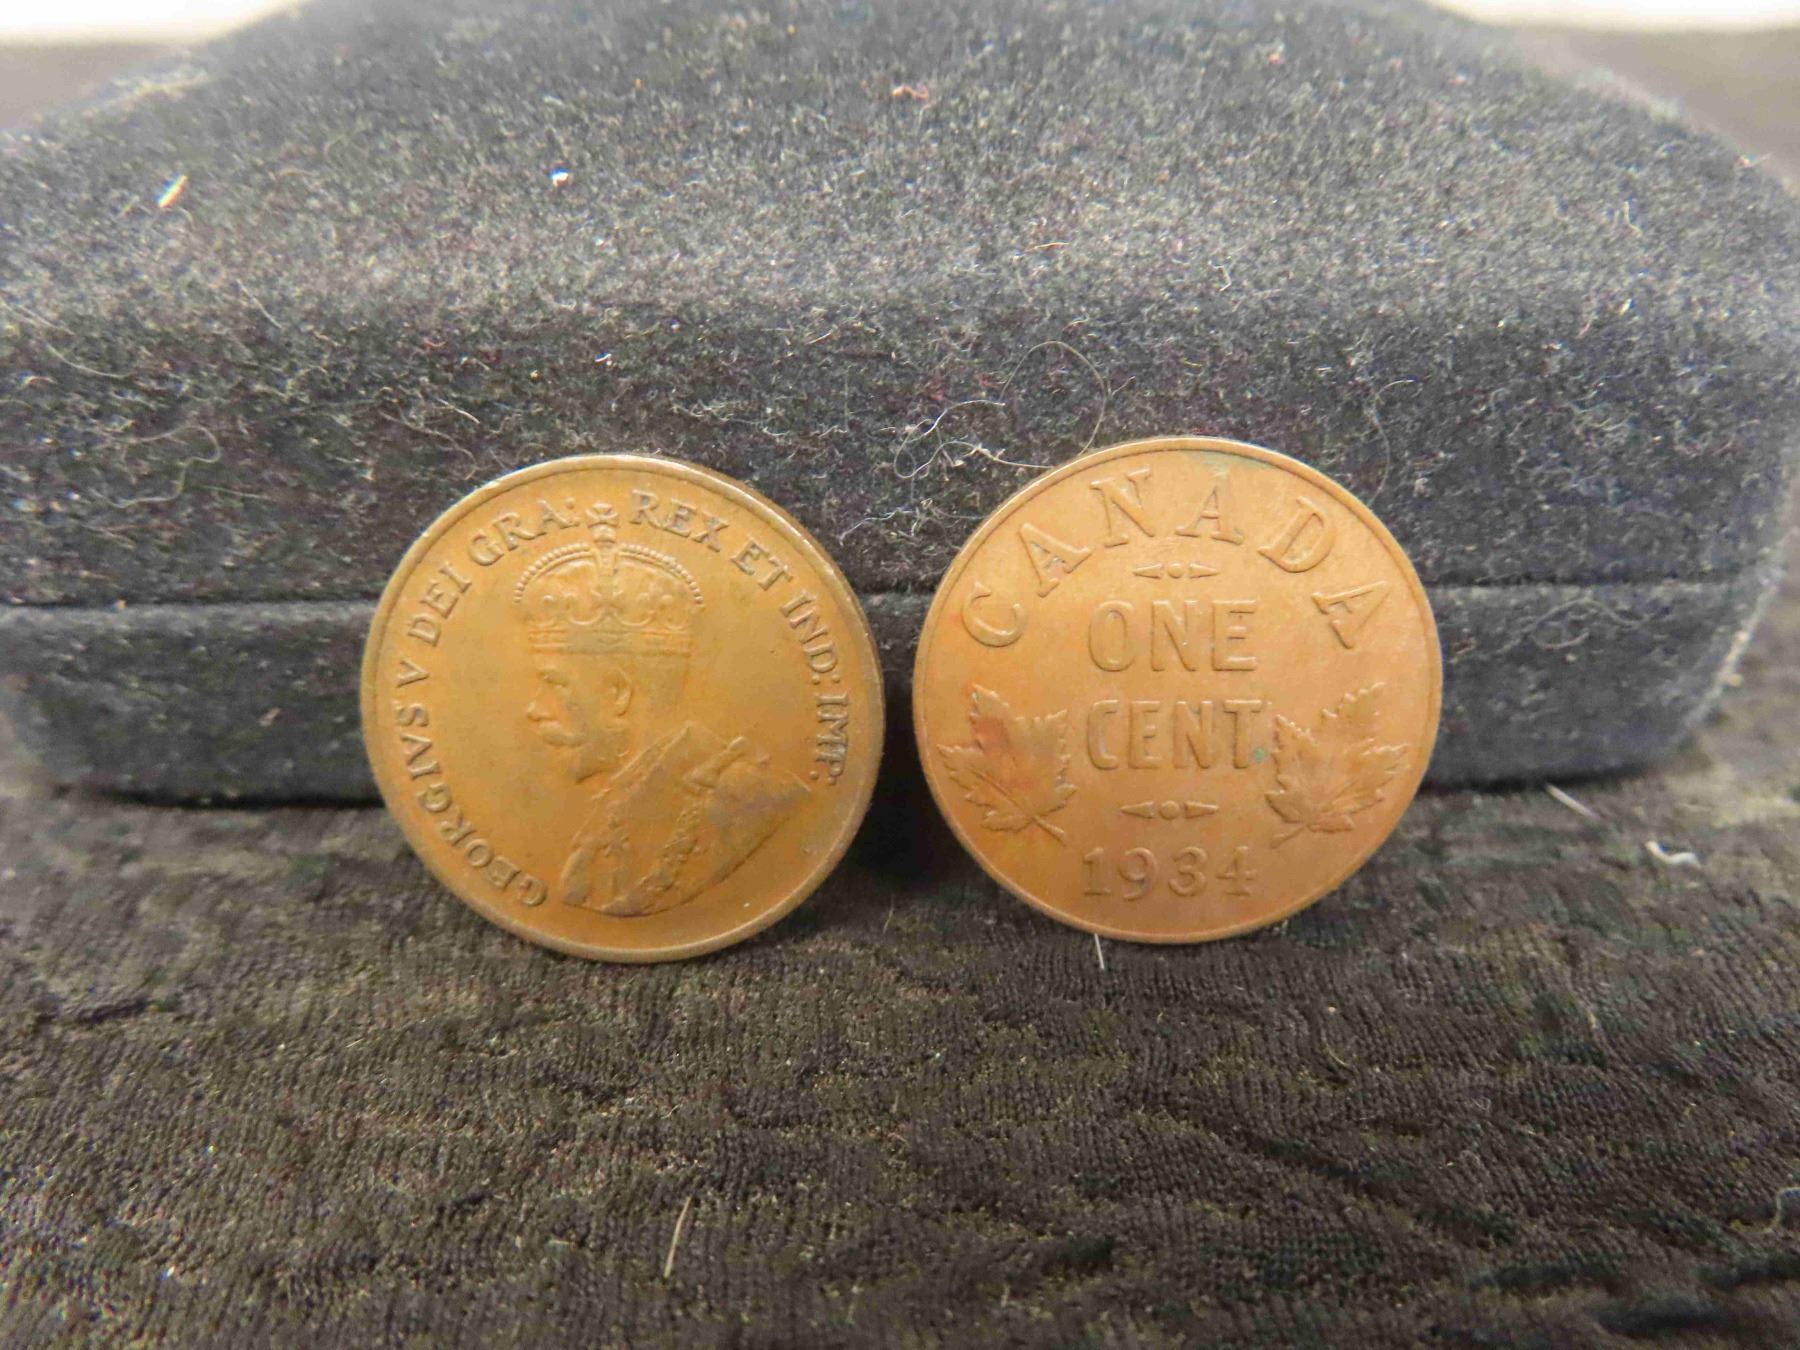 GEORGIVS V DEI GRA: REX ET IND: IMP:
CANADA
ONE
CENT
1934